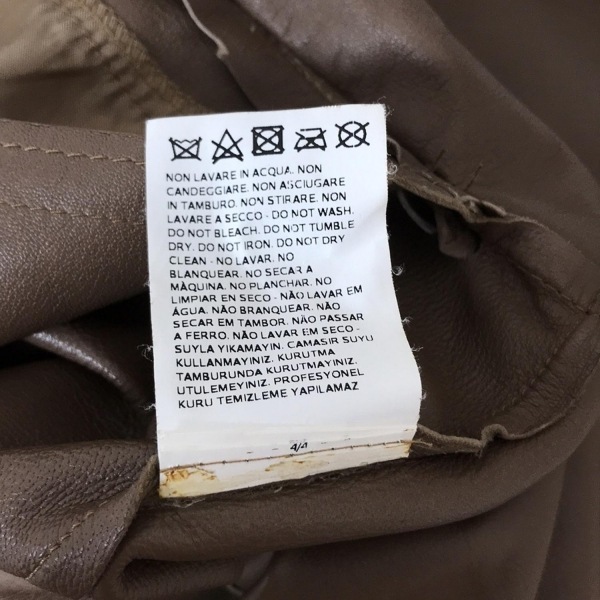 NON LAVARE IN ACQUA. NON
CANDEGGIARE. NON ASCIUGARE
IN TAMBURO. NON STIRARE. NON
LAVARE A SECCO - DO NOT WASH.
DO NOT BLEACH. DO NOT TUMBLE
DRY. DO NOT IRON. DO NOT DRY
CLEAN - NO LAVAR. NO
BLANQUEAR. NO SECAR A
MÀQUINA. NO PLANCHAR. NO
LIMPIAR EN SECO - NÃO LAVAR EM
ÁGUA. NÃO BRANQUEAR. NÃO
SECAR EM TAMBOR. NÃO PASSAR
A FERRO. NÃO LAVAR EM SECO -
SUYLA YIKAMAYIN. CAMASIR SUYU
KULLANMAYINIZ. KURUTMA
TAMBURUNDA KURUTMAYINIZ.
UTULEMEYINIZ. PROFESYONEL
KURU TEMIZLEME YAPILAMAZ
4/4